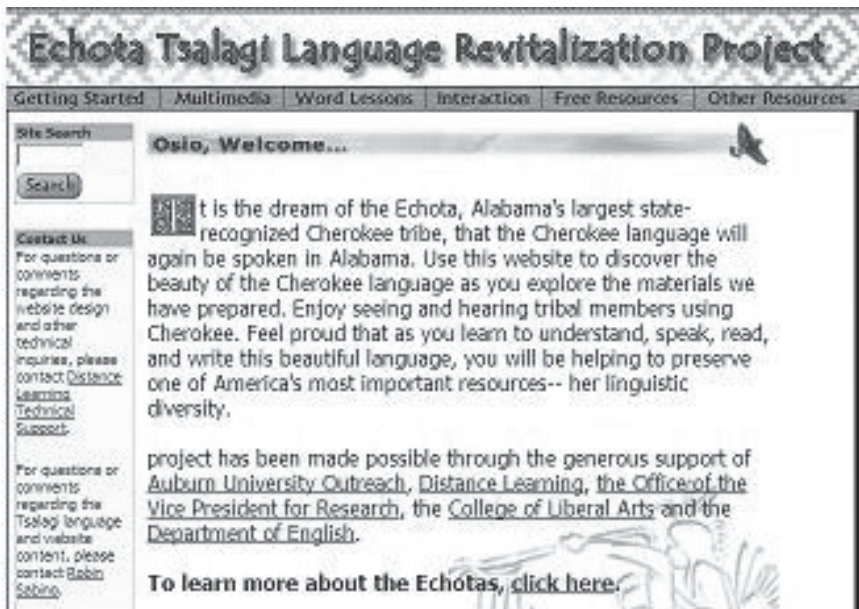 Echota Tsalagi Language Revitalization Project
Getting Started | Multimedia | Word Lessons | Interaction | Free Resources | Other Resources
Site Search
Search
Contact Us
For questions or
comments
regarding the
website design
and other
technical
inquiries, please
contact Distance
Learning
Technical
Support.
For questions or
comments
regarding the
Tsalagi language
and website
content, please
contact Robin
Sabino.
Osio, Welcome...
It is the dream of the Echota, Alabama's largest state-
recognized Cherokee tribe, that the Cherokee language will
again be spoken in Alabama. Use this website to discover the
beauty of the Cherokee language as you explore the materials we
have prepared. Enjoy seeing and hearing tribal members using
Cherokee. Feel proud that as you learn to understand, speak, read,
and write this beautiful language, you will be helping to preserve
one of America's most important resources-- her linguistic
diversity.
project has been made possible through the generous support of
Auburn University Outreach, Distance Learning, the Office of the
Vice President for Research, the College of Liberal Arts and the
Department of English.
To learn more about the Echotas, click here.